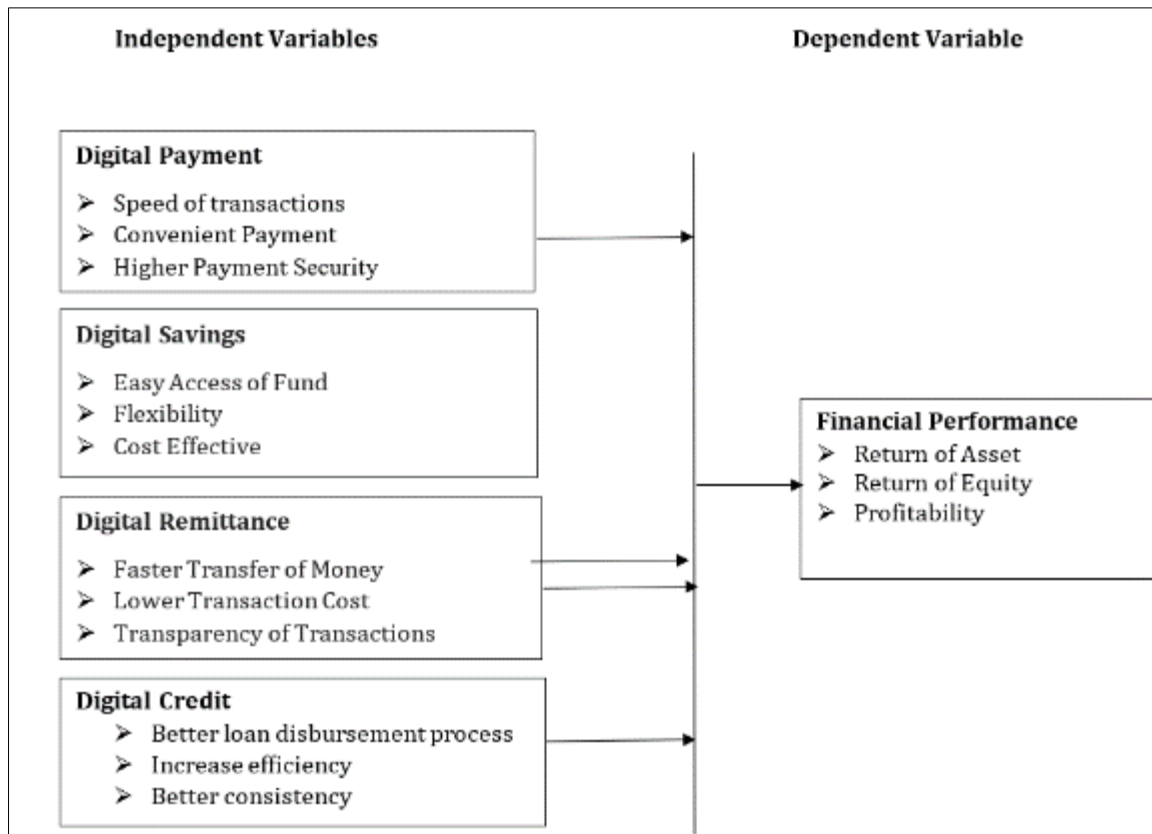 Independent Variables
Dependent Variable
Digital Payment
➢ Speed of transactions
➢ Convenient Payment
➢ Higher Payment Security
Digital Savings
➢ Easy Access of Fund
➢ Flexibility
➢ Cost Effective
Digital Remittance
➢ Faster Transfer of Money
➢ Lower Transaction Cost
➢ Transparency of Transactions
Digital Credit
➢ Better loan disbursement process
➢ Increase efficiency
➢ Better consistency
Financial Performance
➢ Return of Asset
➢ Return of Equity
➢ Profitability